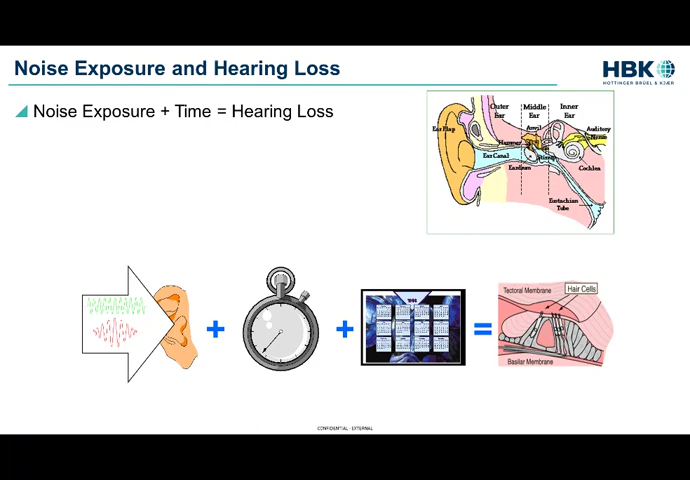 Noise Exposure and Hearing Loss
HBK
HOTTINGER BRÜEL & KJÆR
Noise Exposure + Time = Hearing Loss
Outer Ear
Middle Ear
Inner Ear
Ear Flap
Anvil
Auditory Nerve
Hammer
Ear Canal
Stirrup
Eardrum
Cochlea
Eustachian Tube
+
+
=
Tectoral Membrane
Hair Cells
Basilar Membrane
CONFIDENTIAL - EXTERNAL